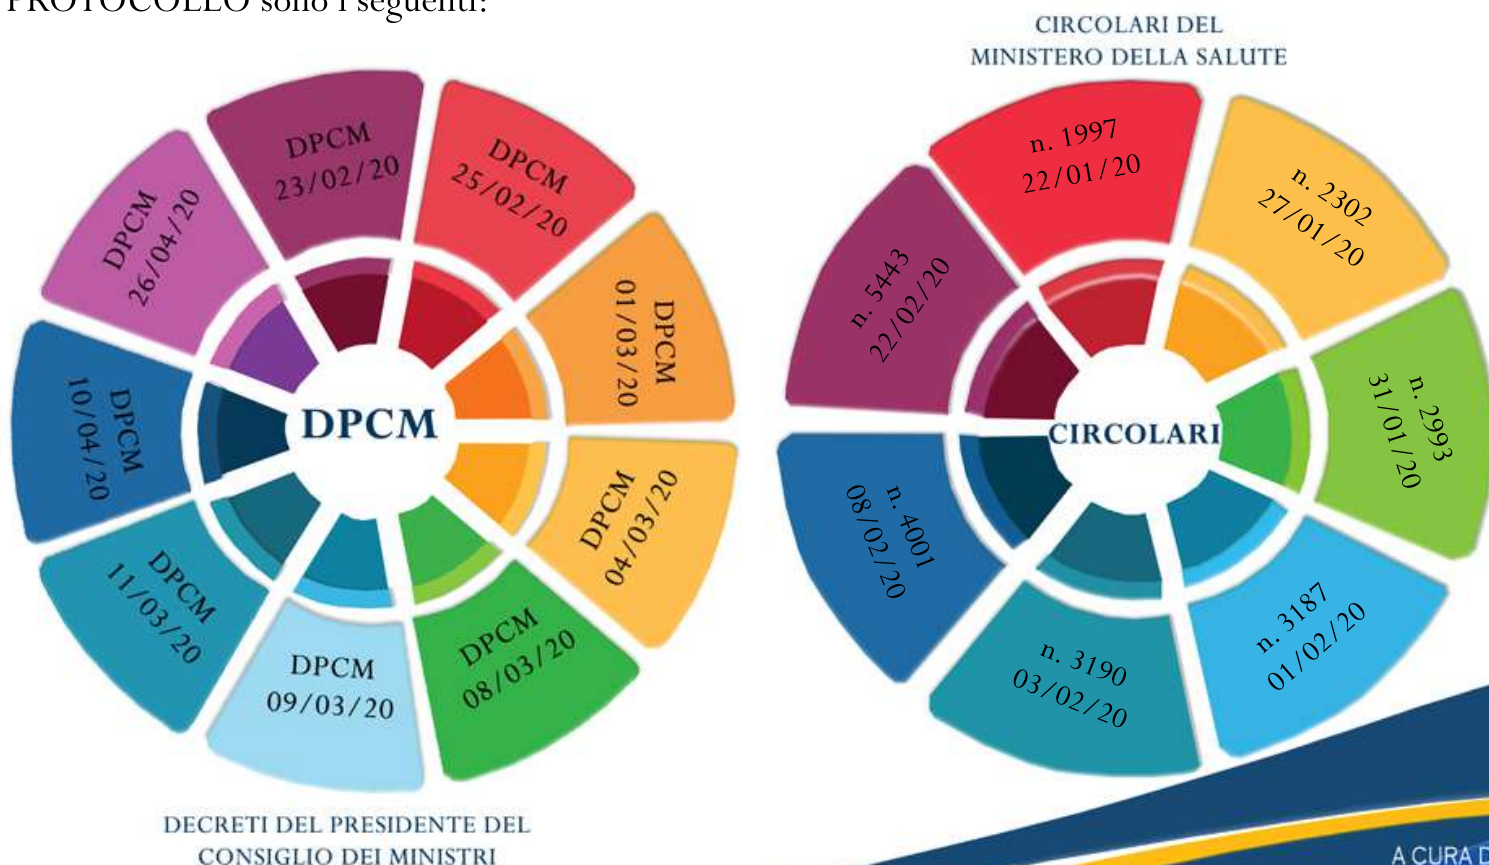 PROTOCOLLO sono i seguenti:
DPCM
23/02/20
DPCM
25/02/20
DPCM
01/03/20
DPCM
04/03/20
DPCM
08/03/20
DPCM
09/03/20
DPCM
11/03/20
DPCM
10/04/20
DPCM
26/04/20
DPCM
DECRETI DEL PRESIDENTE DEL
CONSIGLIO DEI MINISTRI
CIRCOLARI DEL
MINISTERO DELLA SALUTE
n. 1997
22/01/20
n. 2302
27/01/20
n. 2993
31/01/20
n. 3187
01/02/20
n. 3190
03/02/20
n. 4001
08/02/20
n. 5443
22/02/20
CIRCOLARI
A CURA D